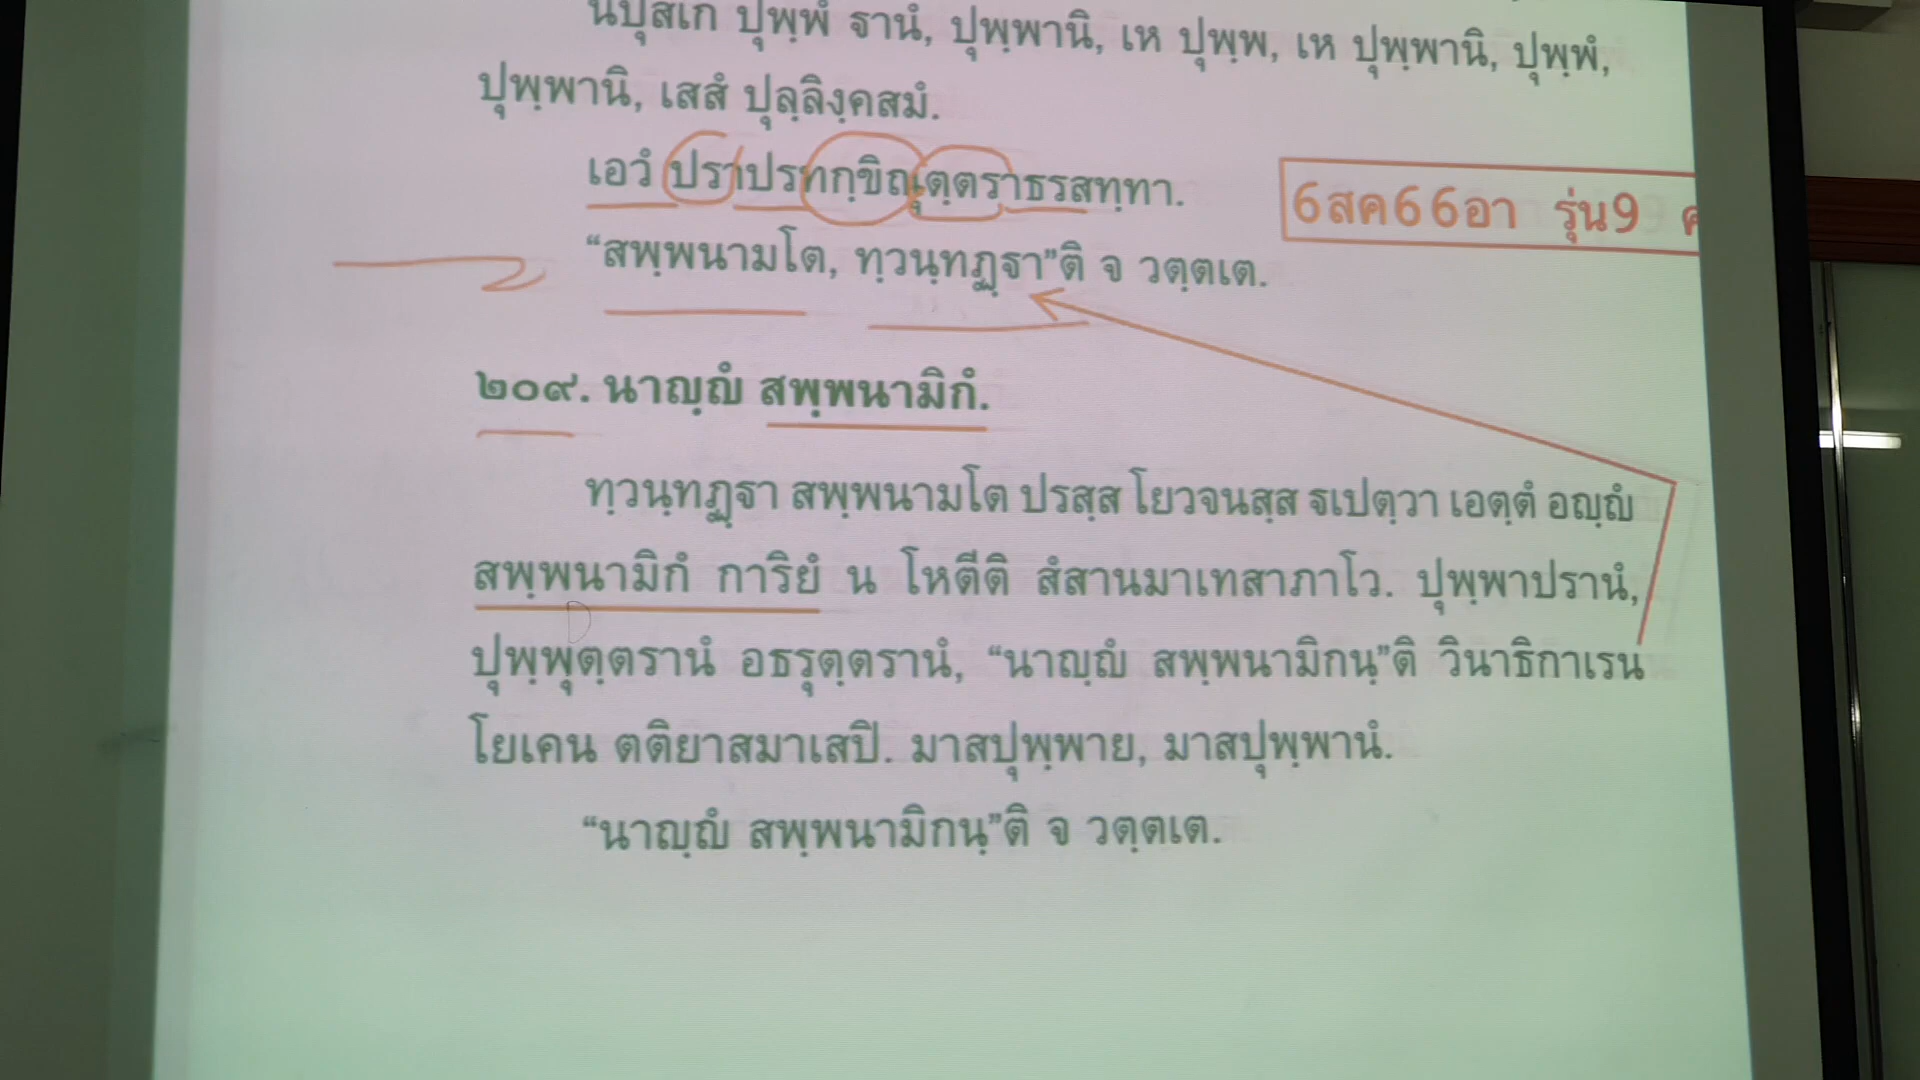 นปุํสเก ปุพฺพํ ฐานํ, ปุพฺพานิ, เห ปุพฺพ, เห ปุพฺพานิ, ปุพฺพํ,
ปุพฺพานิ, เสสํ ปุลฺลิงฺคสมํ.
เอวํ ปราปรทกฺขิณุตฺตราธรสทฺทา.
6สค66อา รุ่น9
“สพฺพนามโต, ทฺวนฺทฏฺฐา”ติ จ วตฺตเต.
๒๐๙. นาญฺญํ สพฺพนามิกํ.
ทฺวนฺทฏฺฐา สพฺพนามโต ปรสฺส โยวจนสฺส ฐเปตฺวา เอตฺตํ อญฺญํ
สพฺพนามิกํ การิยํ น โหตีติ สํสานมาเทสาภาโว. ปุพฺพาปรานํ,
ปุพฺพุตฺตรานํ อธรุตฺตรานํ, “นาญฺญํ สพฺพนามิกนฺ”ติ วินาธิกาเรน
โยเคน ตติยาสมาเสปิ. มาสปุพฺพาย, มาสปุพฺพานํ.
“นาญฺญํ สพฺพนามิกนฺ”ติ จ วตฺตเต.